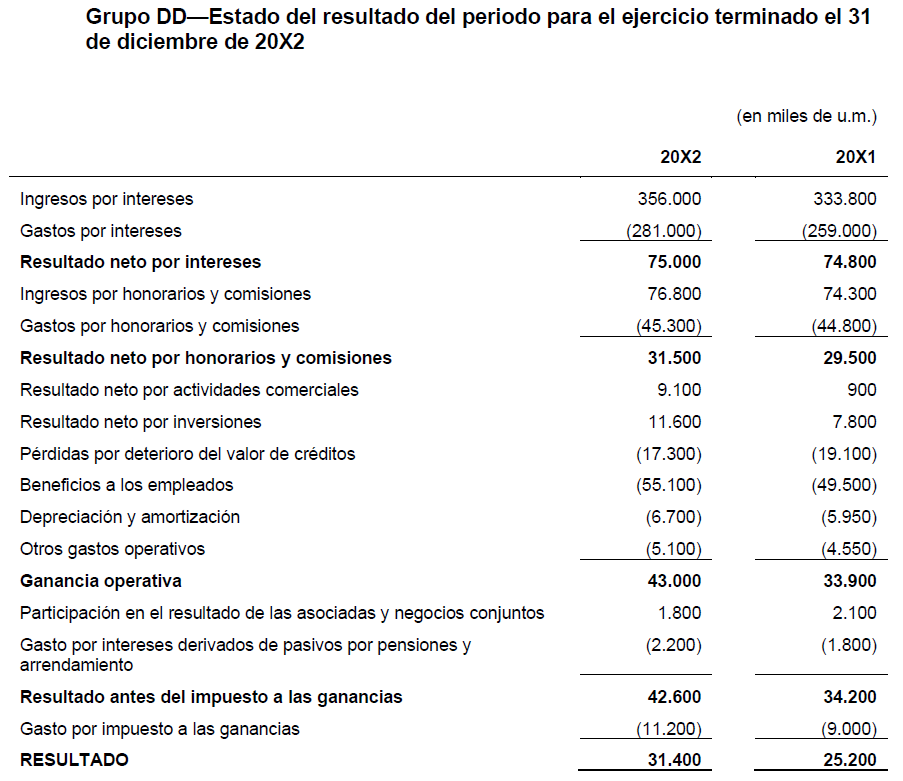 Grupo DD—Estado del resultado del periodo para el ejercicio terminado el 31
de diciembre de 20X2
(en miles de u.m.)
20X2 20X1
Ingresos por intereses 356.000 333.800
Gastos por intereses (281.000) (259.000)
Resultado neto por intereses 75.000 74.800
Ingresos por honorarios y comisiones 76.800 74.300
Gastos por honorarios y comisiones (45.300) (44.800)
Resultado neto por honorarios y comisiones 31.500 29.500
Resultado neto por actividades comerciales 9.100 900
Resultado neto por inversiones 11.600 7.800
Pérdidas por deterioro del valor de créditos (17.300) (19.100)
Beneficios a los empleados (55.100) (49.500)
Depreciación y amortización (6.700) (5.950)
Otros gastos operativos (5.100) (4.550)
Ganancia operativa 43.000 33.900
Participación en el resultado de las asociadas y negocios conjuntos 1.800 2.100
Gasto por intereses derivados de pasivos por pensiones y (2.200) (1.800)
arrendamiento
Resultado antes del impuesto a las ganancias 42.600 34.200
Gasto por impuesto a las ganancias (11.200) (9.000)
RESULTADO 31.400 25.200